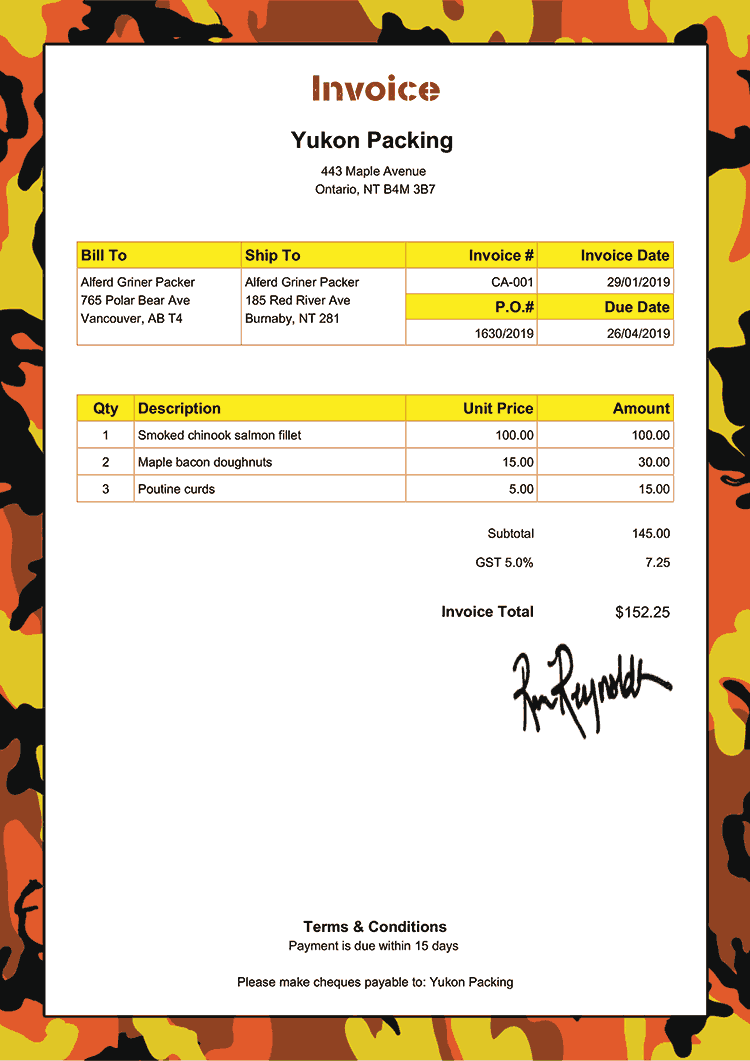 Invoice
Yukon Packing
443 Maple Avenue
Ontario, NT B4M 3B7
Bill To Ship To Invoice # Invoice Date
Alferd Griner Packer Alferd Griner Packer CA-001 29/01/2019
765 Polar Bear Ave 185 Red River Ave P.O.# Due Date
Vancouver, AB T4 Burnaby, NT 281 1630/2019 26/04/2019
Qty Description Unit Price Amount
1 Smoked chinook salmon fillet 100.00 100.00
2 Maple bacon doughnuts 15.00 30.00
3 Poutine curds 5.00 15.00
Subtotal 145.00
GST 5.0% 7.25
Invoice Total $152.25
Terms & Conditions
Payment is due within 15 days
Please make cheques payable to: Yukon Packing